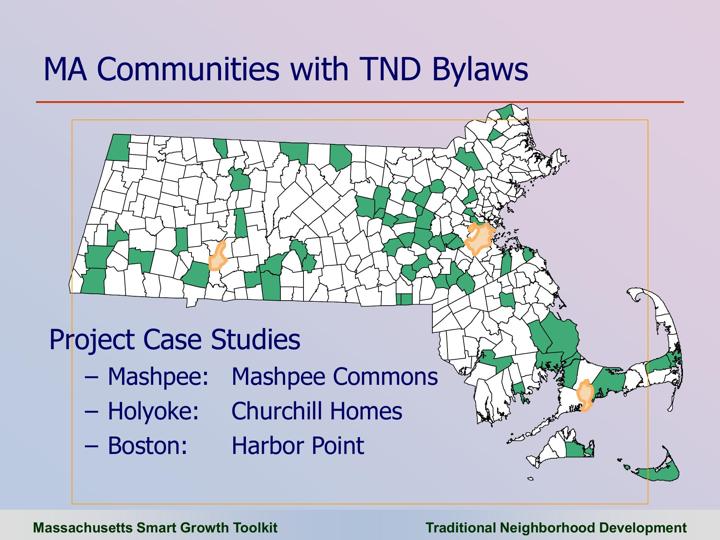 MA Communities with TND Bylaws
Project Case Studies
– Mashpee: Mashpee Commons
– Holyoke: Churchill Homes
– Boston: Harbor Point
Massachusetts Smart Growth Toolkit Traditional Neighborhood Development